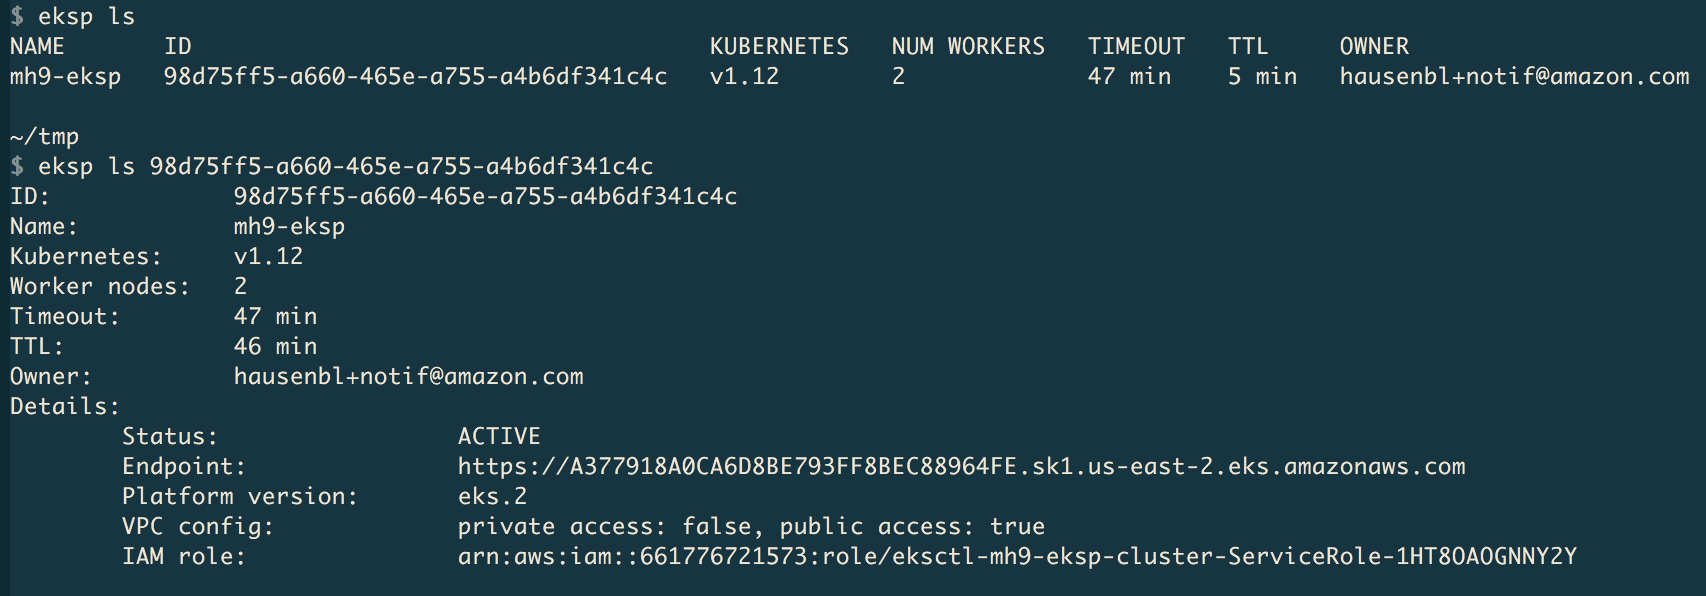 $ eksp ls
NAME ID KUBERNETES NUM WORKERS TIMEOUT TTL OWNER
mh9-eksp 98d75ff5-a660-465e-a755-a4b6df341c4c v1.12 2 47 min 5 min hausenbl+notif@amazon.com
~/tmp
$ eksp ls 98d75ff5-a660-465e-a755-a4b6df341c4c
ID: 98d75ff5-a660-465e-a755-a4b6df341c4c
Name: mh9-eksp
Kubernetes: v1.12
Worker nodes: 2
Timeout: 47 min
TTL: 46 min
Owner: hausenbl+notif@amazon.com
Details:
Status: ACTIVE
Endpoint: https://A377918A0CA6D8BE793FF8BEC88964FE.sk1.us-east-2.eks.amazonaws.com
Platform version: eks.2
VPC config: private access: false, public access: true
IAM role: arn:aws:iam::661776721573:role/eksctl-mh9-eksp-cluster-ServiceRole-1HT8OAOGNNY2Y